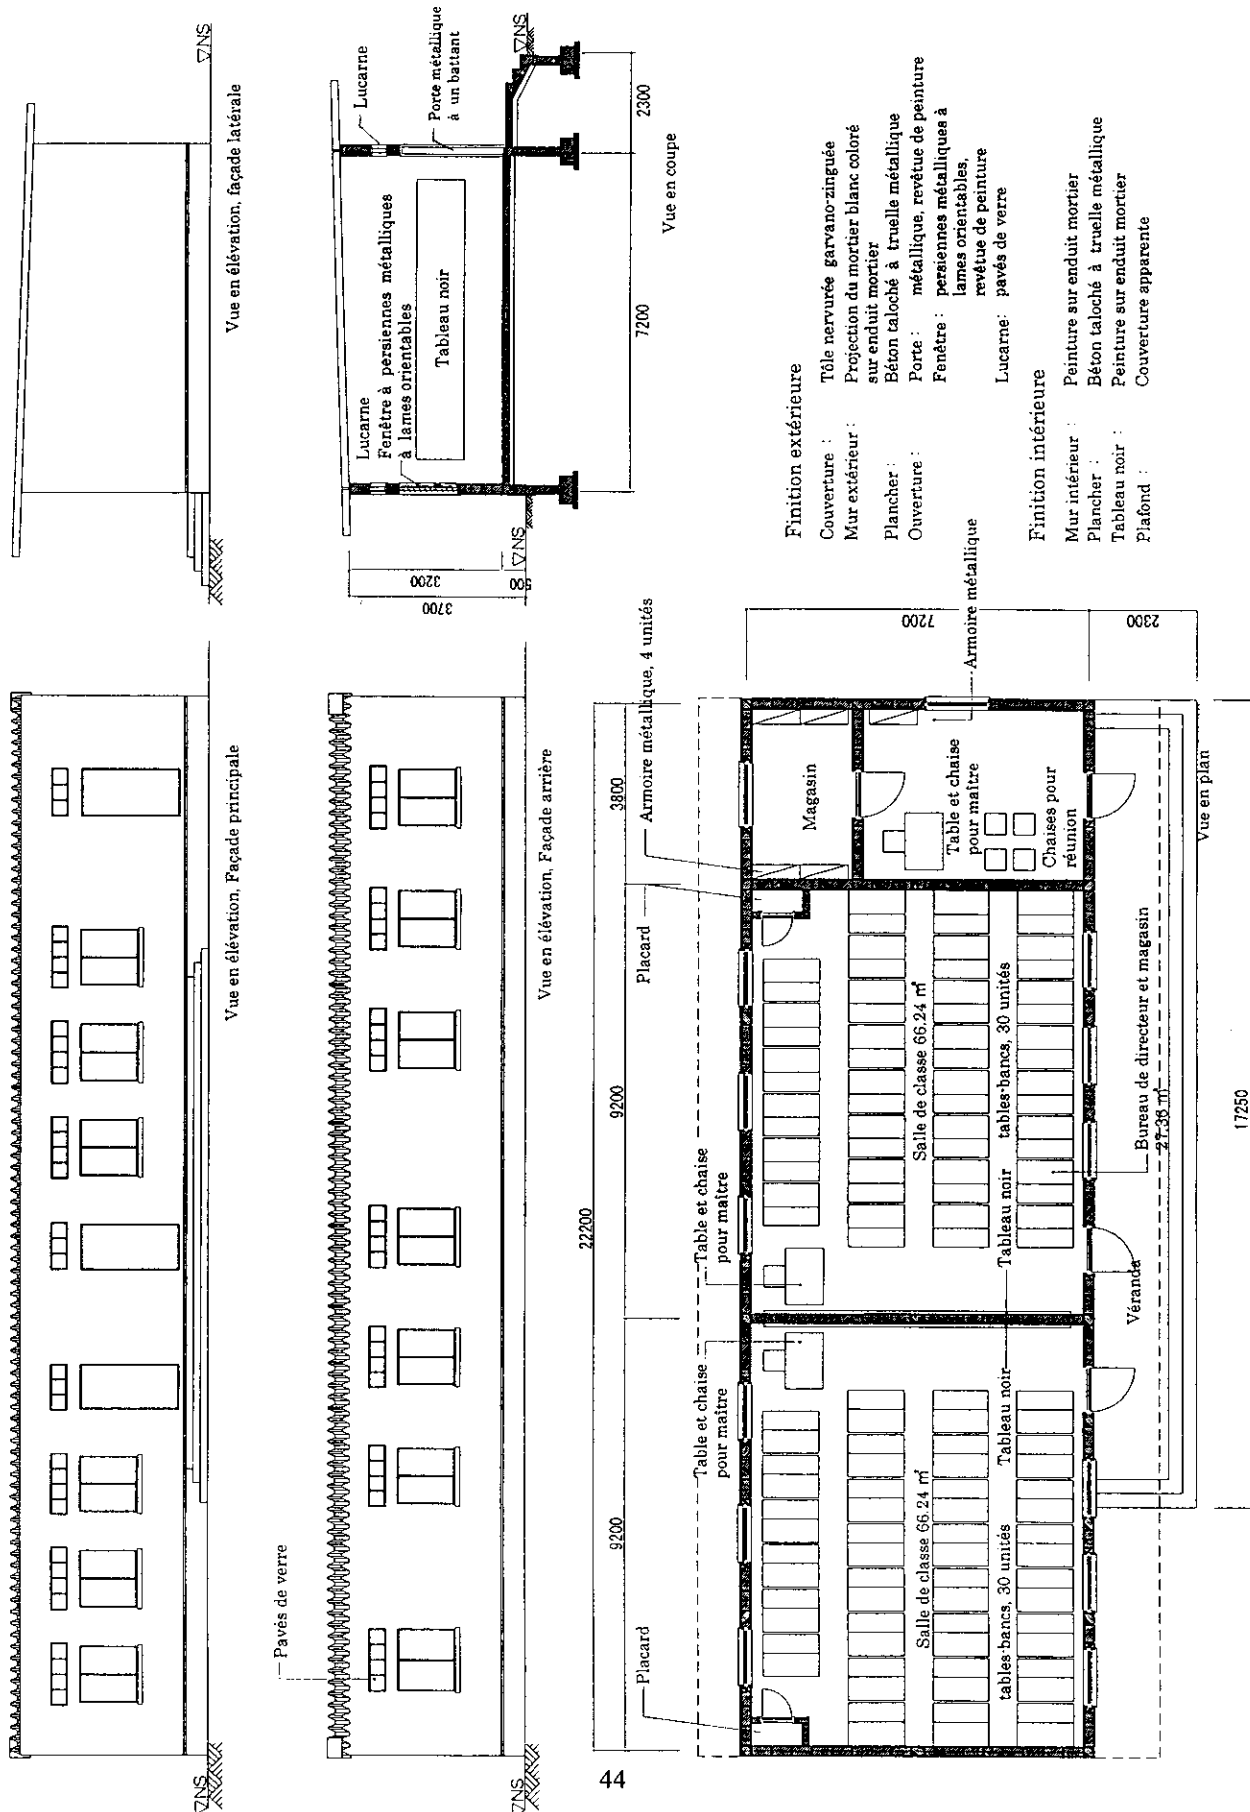 ▽NS
Vue en élévation, Façade principale
▽NS
Vue en élévation, façade latérale
Pavés de verre
▽NS
Vue en élévation, Façade arrière
3700
3200
500
▽NS
Lucarne
Fenêtre à persiennes métalliques
à lames orientables
Tableau noir
Lucarne
Porte métallique
à un battant
▽NS
7200
2300
Vue en coupe
22200
9200
9200
3800
Placard
Table et chaise
pour maître
Table et chaise
pour maître
Placard
Armoire métallique, 4 unités
Salle de classe 66.24 m²
tables-bancs, 30 unités
Tableau noir
Tableau noir
Salle de classe 66.24 m²
tables-bancs, 30 unités
Magasin
Table et chaise
pour maître
Chaises pour
réunion
Armoire métallique
7200
2300
Véranda
Bureau de directeur et magasin
27.36 m²
Vue en plan
17250
Finition extérieure
Couverture : Tôle nervurée garvano-zinguée
Mur extérieur : Projection du mortier blanc coloré
sur enduit mortier
Plancher : Béton taloché à truelle métallique
Ouverture : Porte : métallique, revêtue de peinture
Fenêtre : persiennes métalliques à
lames orientables,
revêtue de peinture
Lucarne: pavés de verre
Finition intérieure
Mur intérieur : Peinture sur enduit mortier
Plancher : Béton taloché à truelle métallique
Tableau noir : Peinture sur enduit mortier
Plafond : Couverture apparente
44